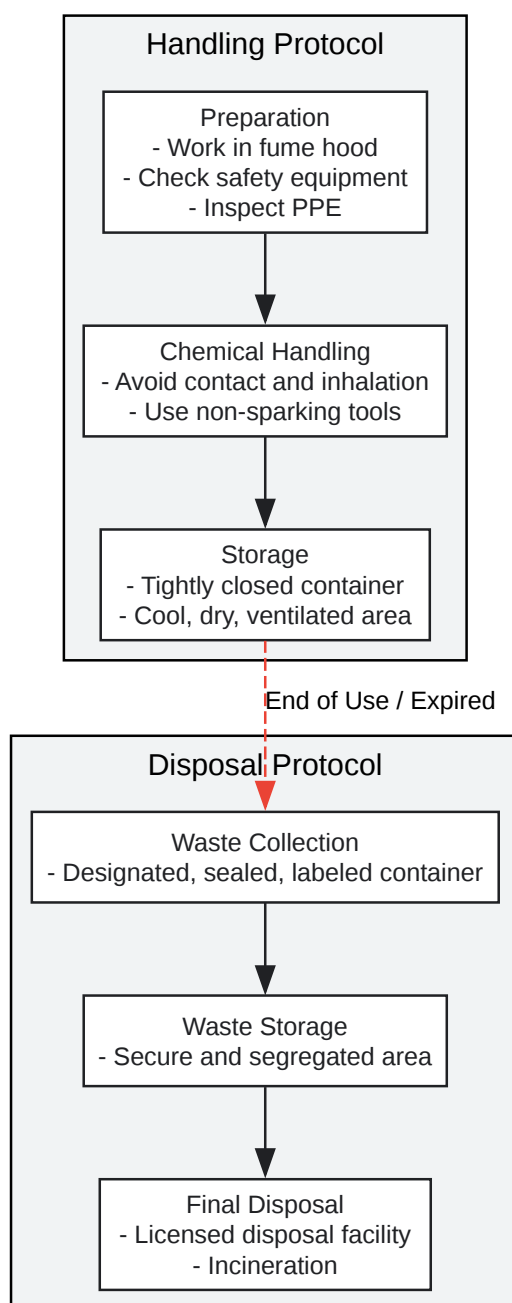 Handling Protocol
Preparation
- Work in fume hood
- Check safety equipment
- Inspect PPE
Chemical Handling
- Avoid contact and inhalation
- Use non-sparking tools
Storage
- Tightly closed container
- Cool, dry, ventilated area
End of Use / Expired
Disposal Protocol
Waste Collection
- Designated, sealed, labeled container
Waste Storage
- Secure and segregated area
Final Disposal
- Licensed disposal facility
- Incineration